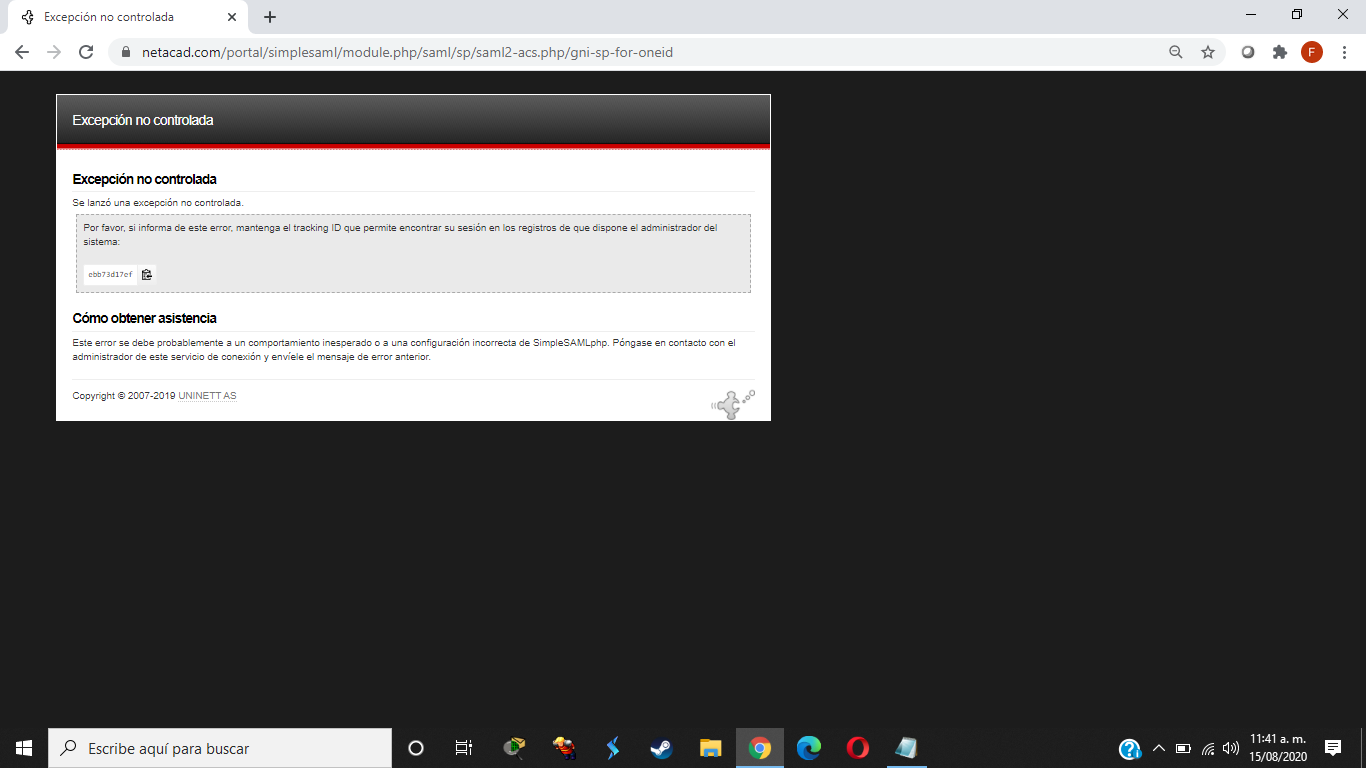 Excepción no controlada
netacad.com/portal/simplesaml/module.php/saml/sp/saml2-acs.php/gni-sp-for-oneid
F
Excepción no controlada
Excepción no controlada
Se lanzó una excepción no controlada.
Por favor, si informa de este error, mantenga el tracking ID que permite encontrar su sesión en los registros de que dispone el administrador del
sistema:
ebb73d17ef
Cómo obtener asistencia
Este error se debe probablemente a un comportamiento inesperado o a una configuración incorrecta de SimpleSAMLphp. Póngase en contacto con el
administrador de este servicio de conexión y envíele el mensaje de error anterior.
Copyright © 2007-2019 UNINETT AS
Escribe aquí para buscar
11:41 a. m.
15/08/2020